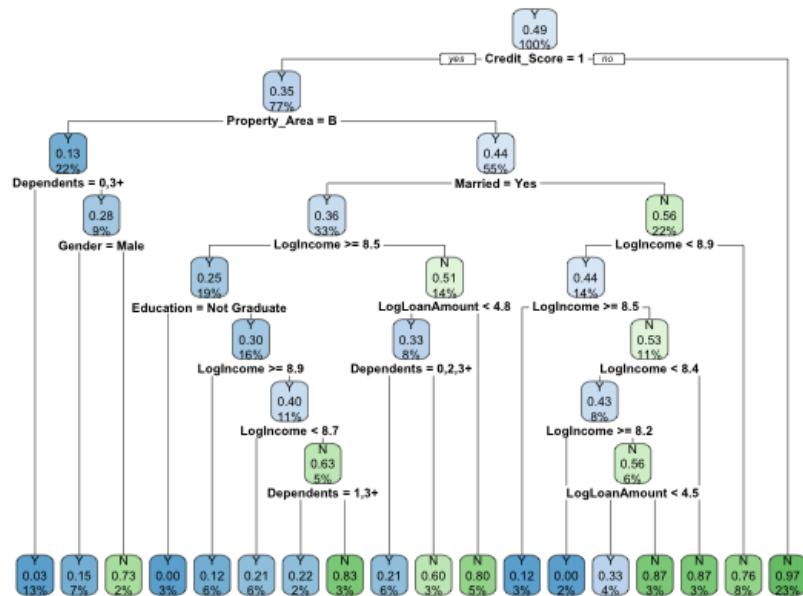 Y
0.49
100%
yes Credit_Score = 1 no
Y
0.35
77%
Property_Area = B
Y
0.13
22%
Y
0.44
55%
Dependents = 0,3+
Married = Yes
Y
0.28
9%
Y
0.36
33%
N
0.56
22%
Gender = Male
LogIncome >= 8.5
LogIncome < 8.9
Y
0.25
19%
N
0.51
14%
Y
0.44
14%
Education = Not Graduate
LogLoanAmount < 4.8
LogIncome >= 8.5
Y
0.30
16%
Y
0.33
8%
N
0.53
11%
LogIncome >= 8.9
Dependents = 0,2,3+
LogIncome < 8.4
Y
0.40
11%
Y
0.43
8%
LogIncome < 8.7
LogIncome >= 8.2
N
0.63
5%
N
0.56
6%
Dependents = 1,3+
LogLoanAmount < 4.5
Y Y N Y Y Y Y N Y N N Y Y Y N N N N
0.03 0.15 0.73 0.00 0.12 0.21 0.22 0.83 0.21 0.60 0.80 0.12 0.00 0.33 0.87 0.87 0.76 0.97
13% 7% 2% 3% 6% 6% 2% 3% 6% 3% 5% 3% 2% 4% 3% 3% 8% 23%